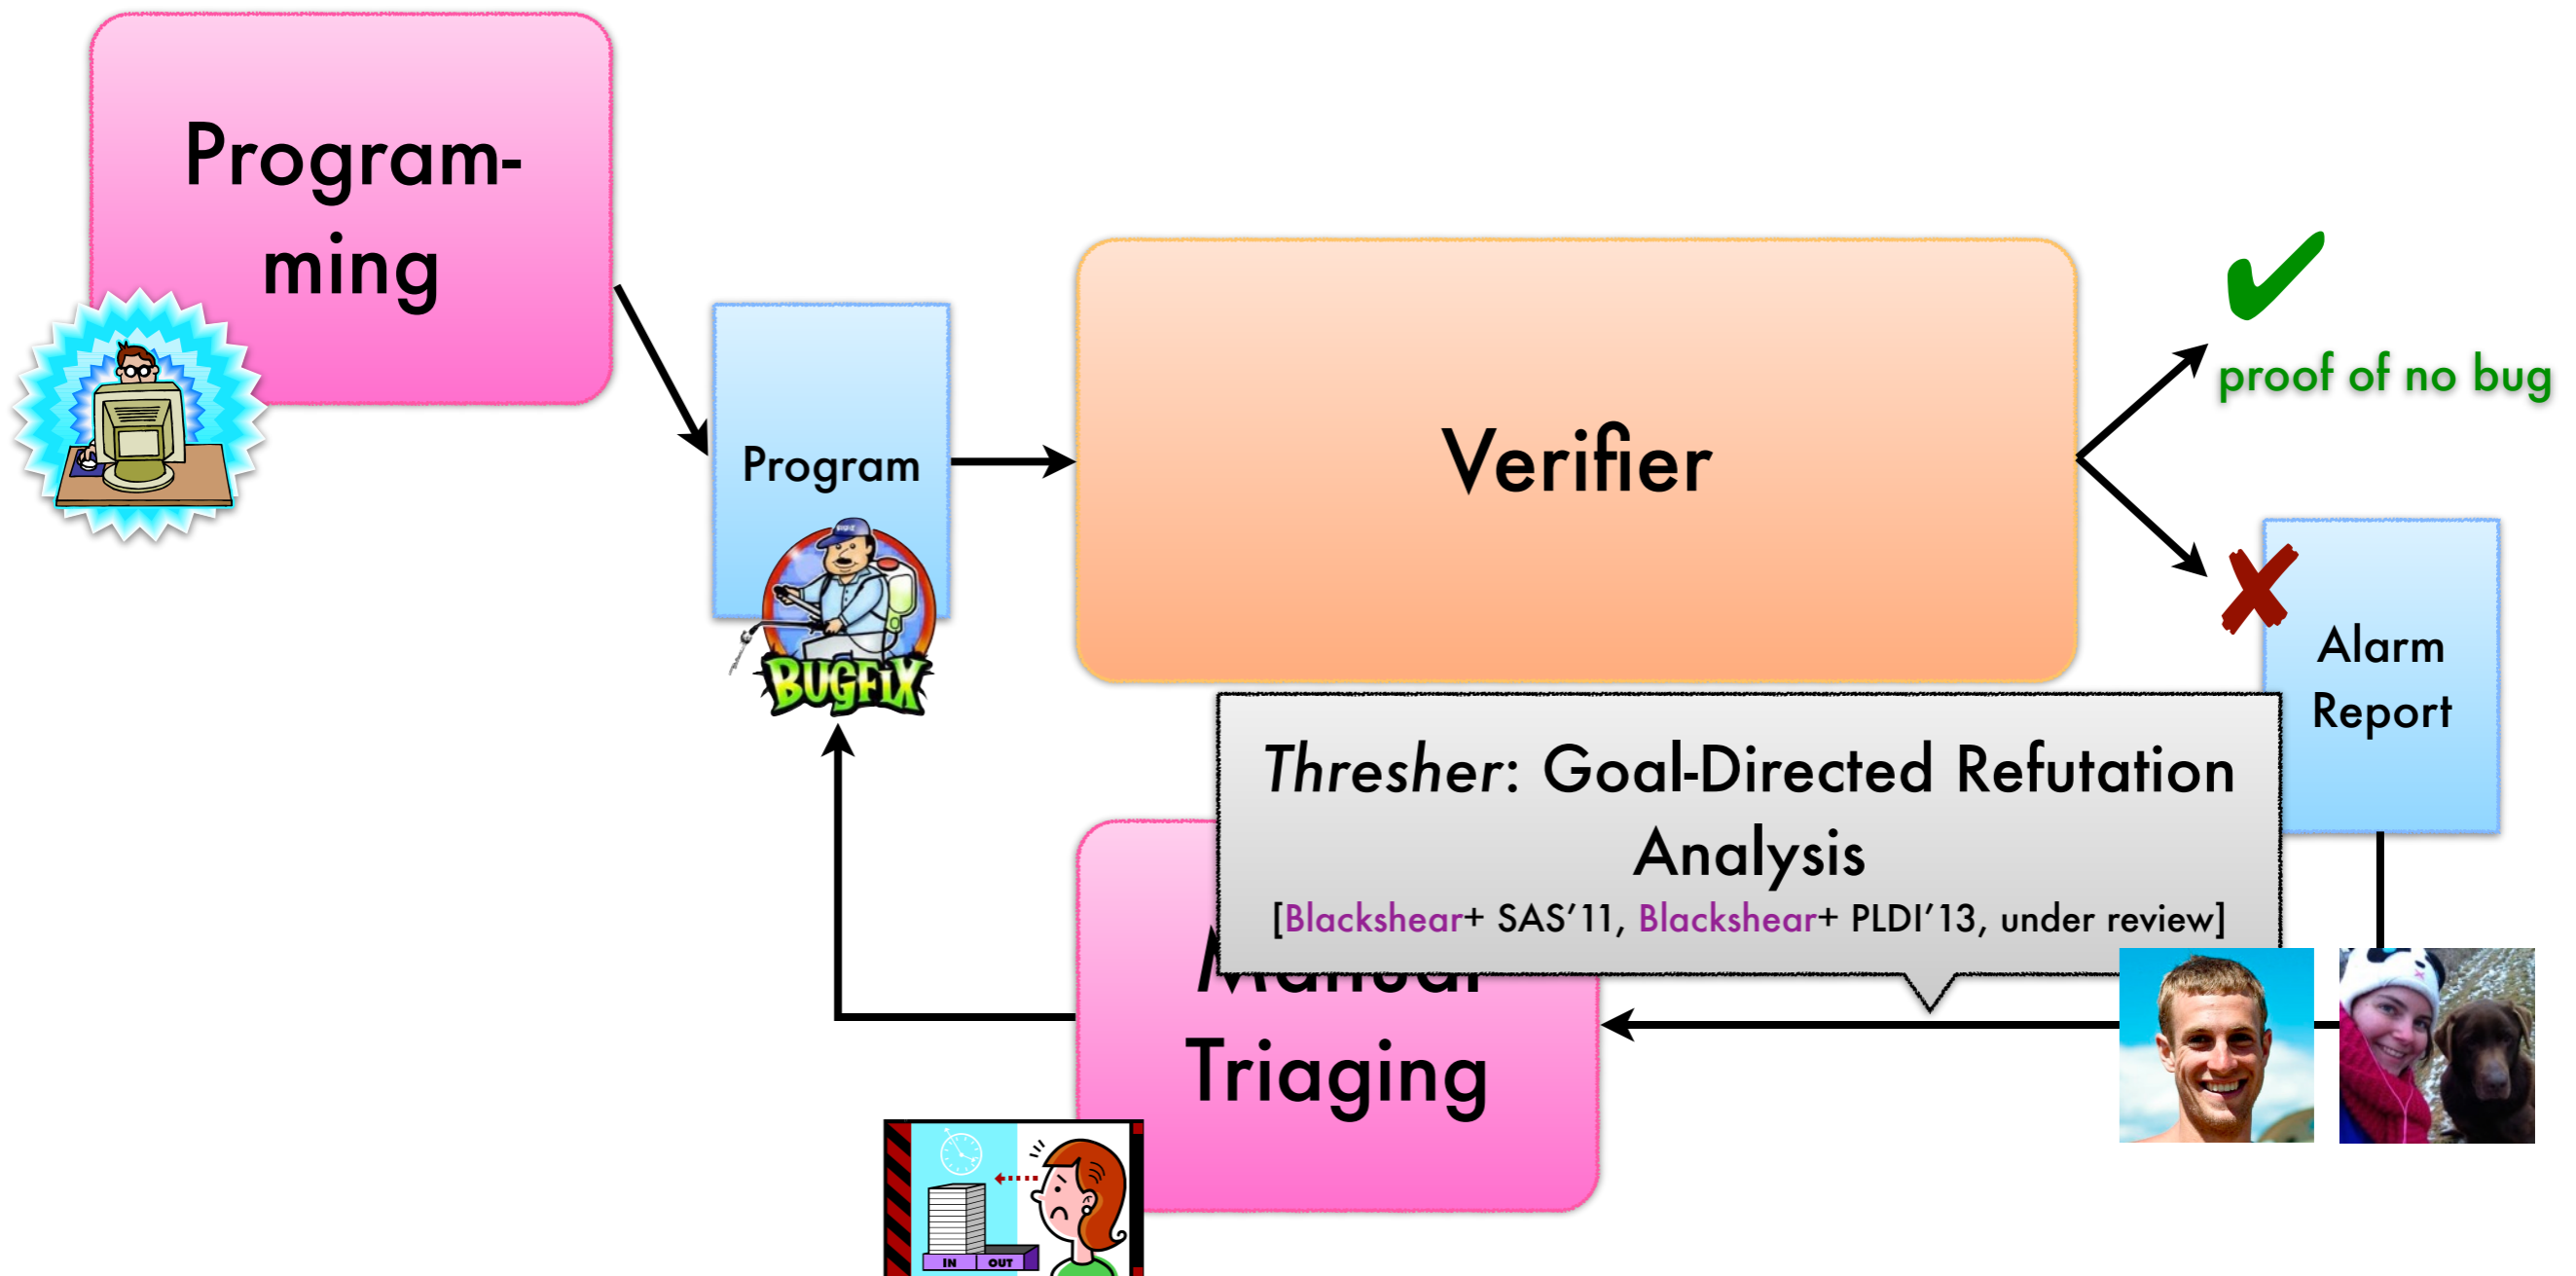 Program-
ming
Program
BUGFIX
Verifier
proof of no bug
Alarm
Report
Thresher: Goal-Directed Refutation
Analysis
[Blackshear+ SAS'11, Blackshear+ PLDI'13, under review]
Manual
Triaging
IN OUT